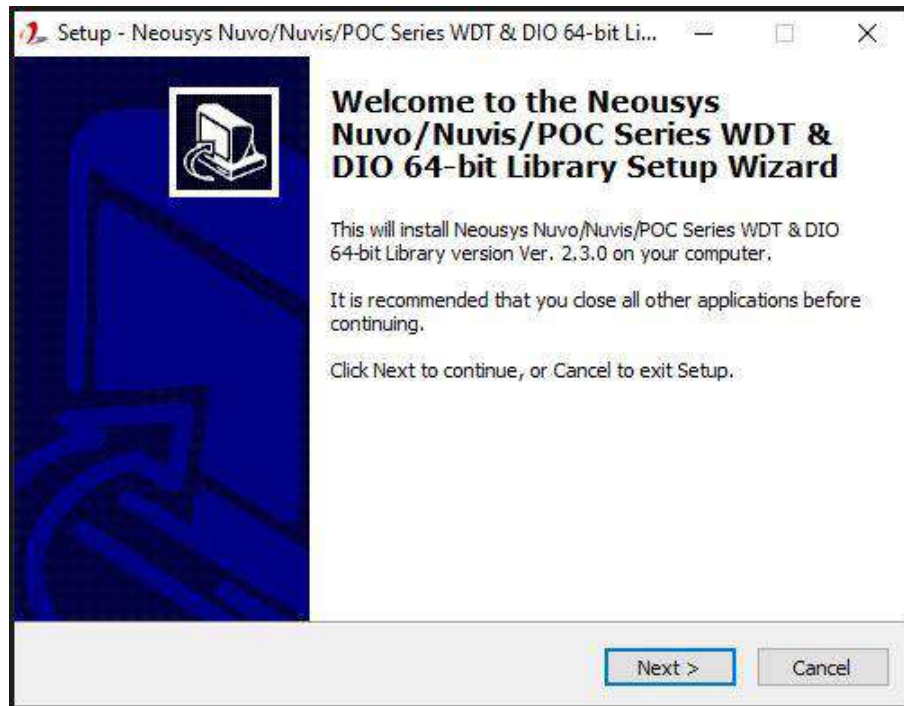 Setup - Neousys Nuvo/Nuvis/POC Series WDT & DIO 64-bit Li...
Welcome to the Neousys
Nuvo/Nuvis/POC Series WDT &
DIO 64-bit Library Setup Wizard
This will install Neousys Nuvo/Nuvis/POC Series WDT & DIO
64-bit Library version Ver. 2.3.0 on your computer.
It is recommended that you close all other applications before
continuing.
Click Next to continue, or Cancel to exit Setup.
Next >
Cancel